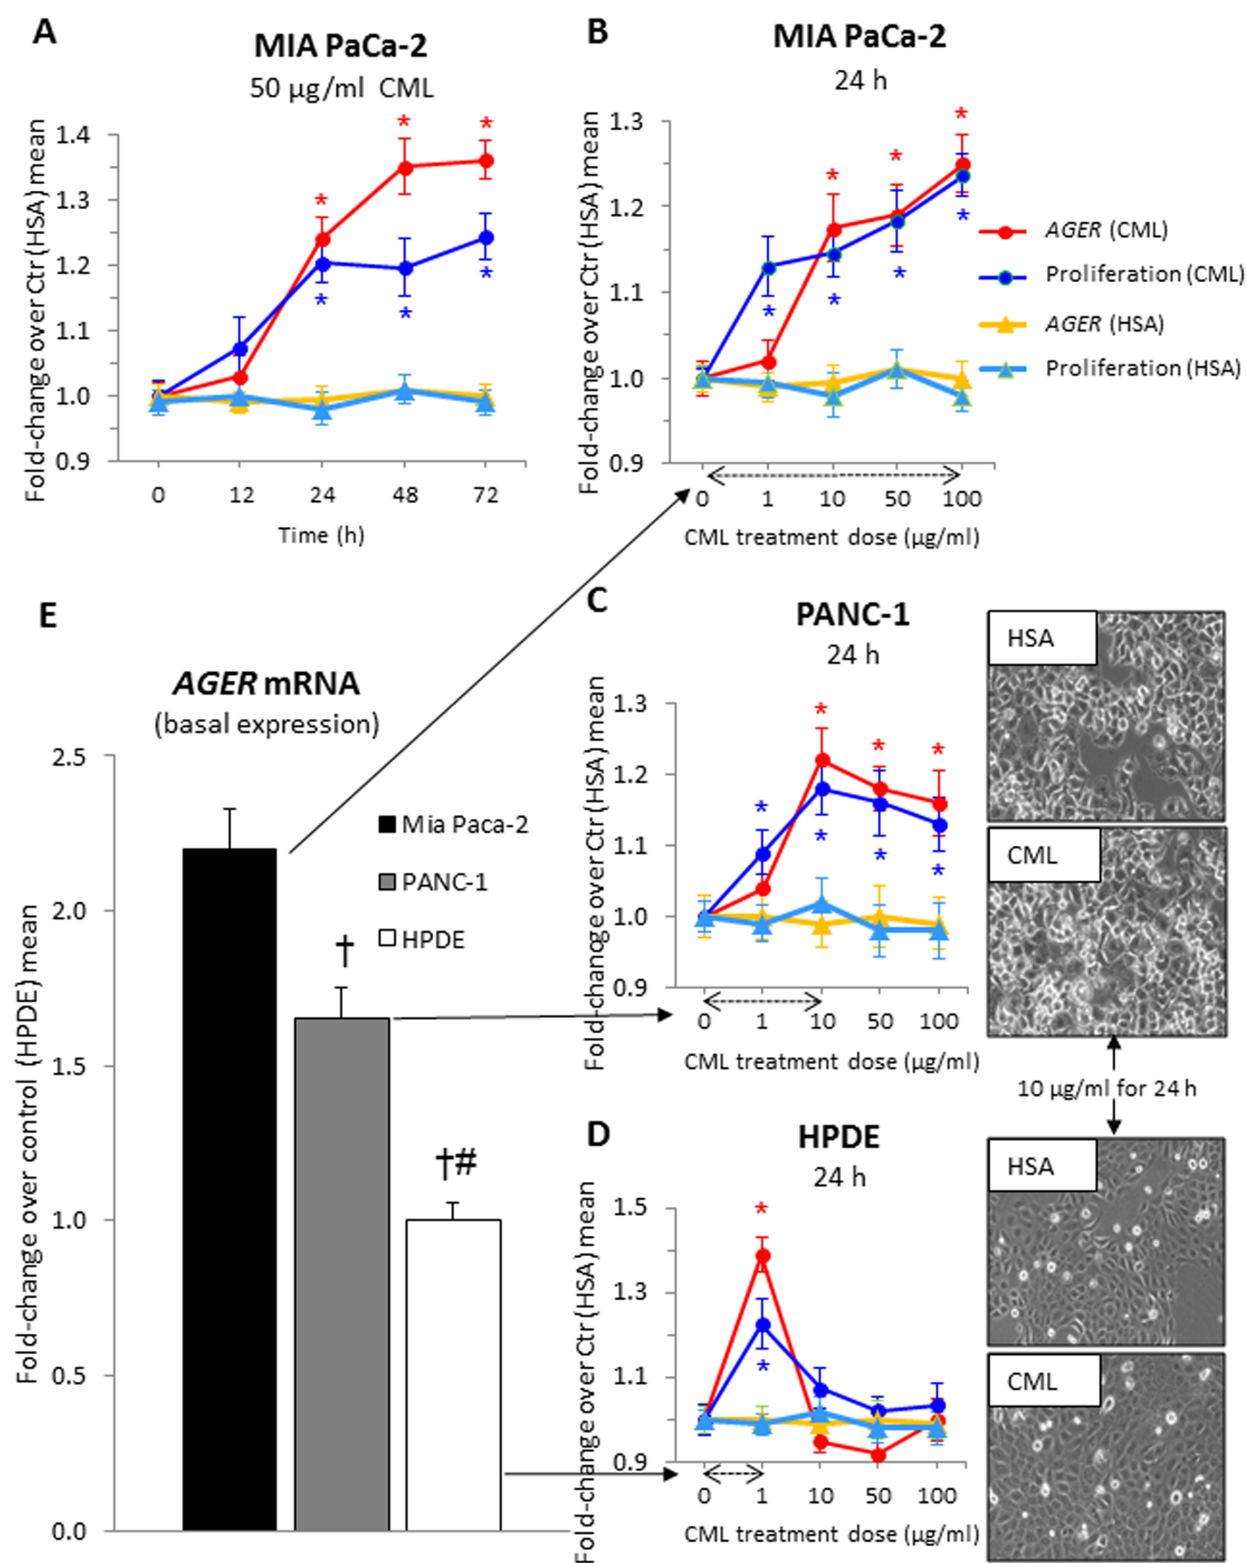 A
MIA PaCa-2
50 µg/ml CML
Fold-change over Ctr (HSA) mean
1.4
1.3
1.2
1.1
1.0
0.9
0 12 24 48 72
Time (h)
* * *
* * *
B
MIA PaCa-2
24 h
Fold-change over Ctr (HSA) mean
1.3
1.2
1.1
1.0
0.9
0 1 10 50 100
CML treatment dose (µg/ml)
* * *
* * * *
AGER (CML)
Proliferation (CML)
AGER (HSA)
Proliferation (HSA)
E
AGER mRNA
(basal expression)
Fold-change over control (HPDE) mean
2.5
2.0
1.5
1.0
0.5
0.0
Mia Paca-2
PANC-1
HPDE
†
†#
C
PANC-1
24 h
Fold-chanoge over Ctr (HSA) mean
1.3
1.2
1.1
1.0
0.9
0 1 10 50 100
CML treatment dose (µg/ml)
* * *
* * * *
HSA
CML
10 µg/ml for 24 h
D
HPDE
24 h
Fold-change over Ctr (HSA) mean
1.5
1.3
1.1
0.9
0 1 10 50 100
CML treatment dose (µg/ml)
*
*
HSA
CML